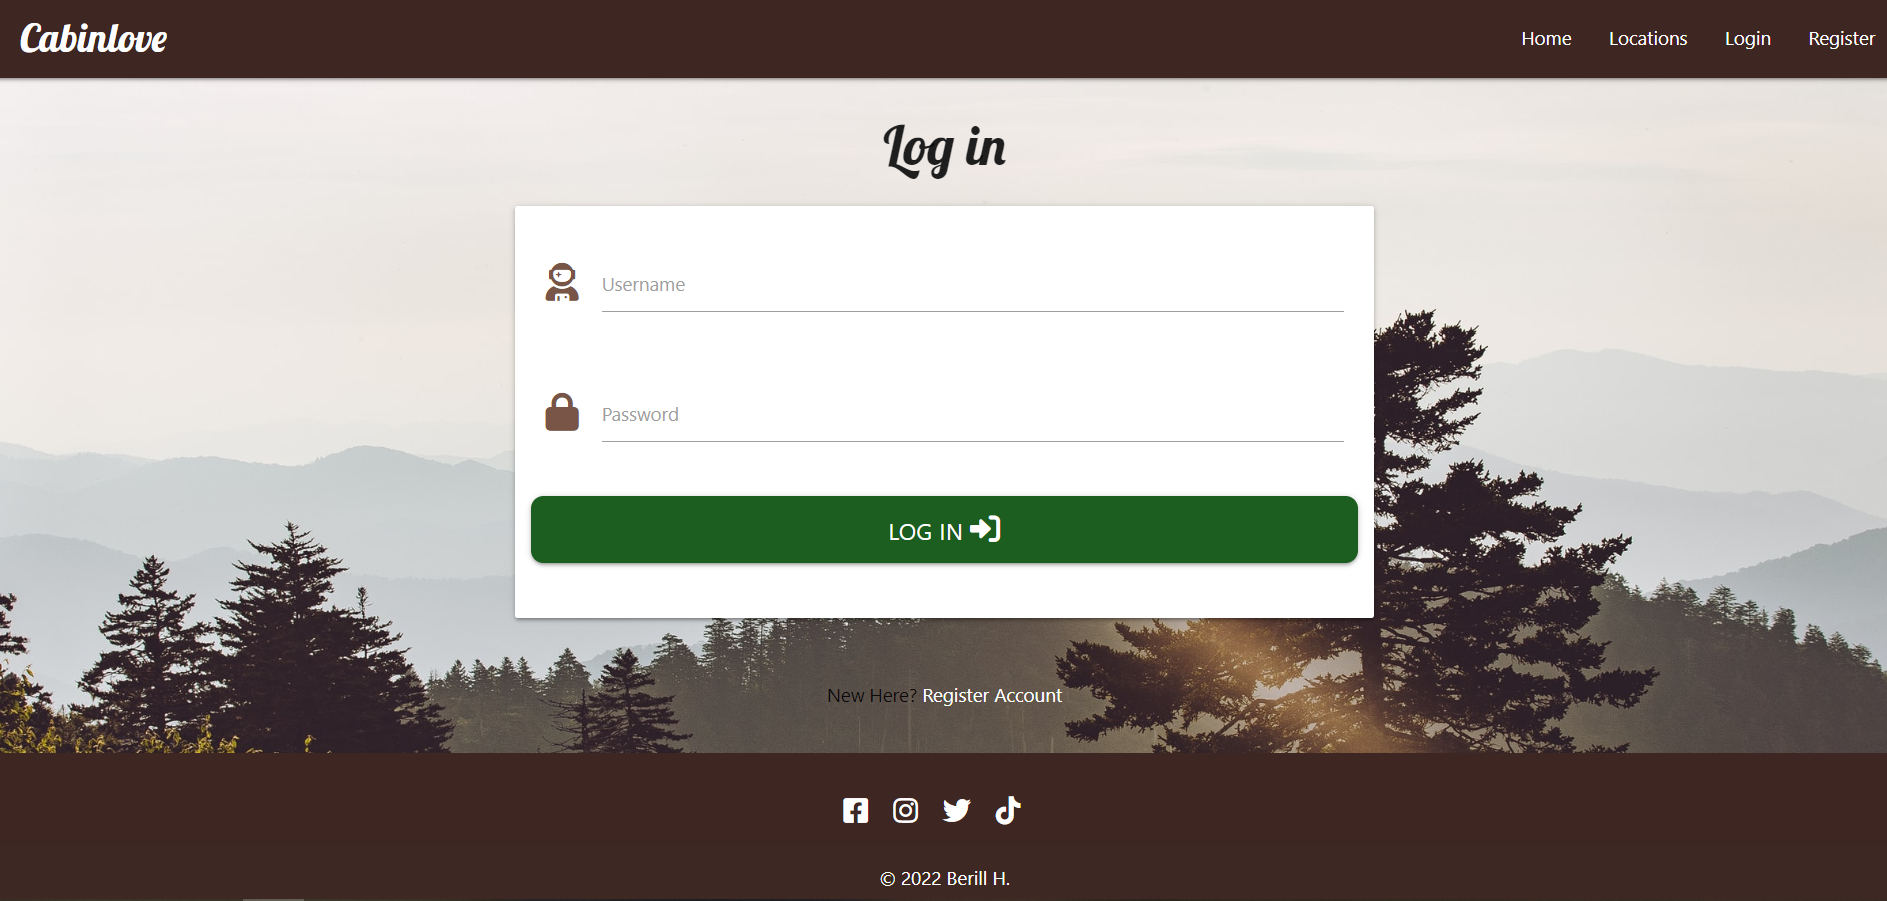 Cabinlove
Home Locations Login Register
Log in
Username
Password
LOG IN
New Here? Register Account
© 2022 Berill H.